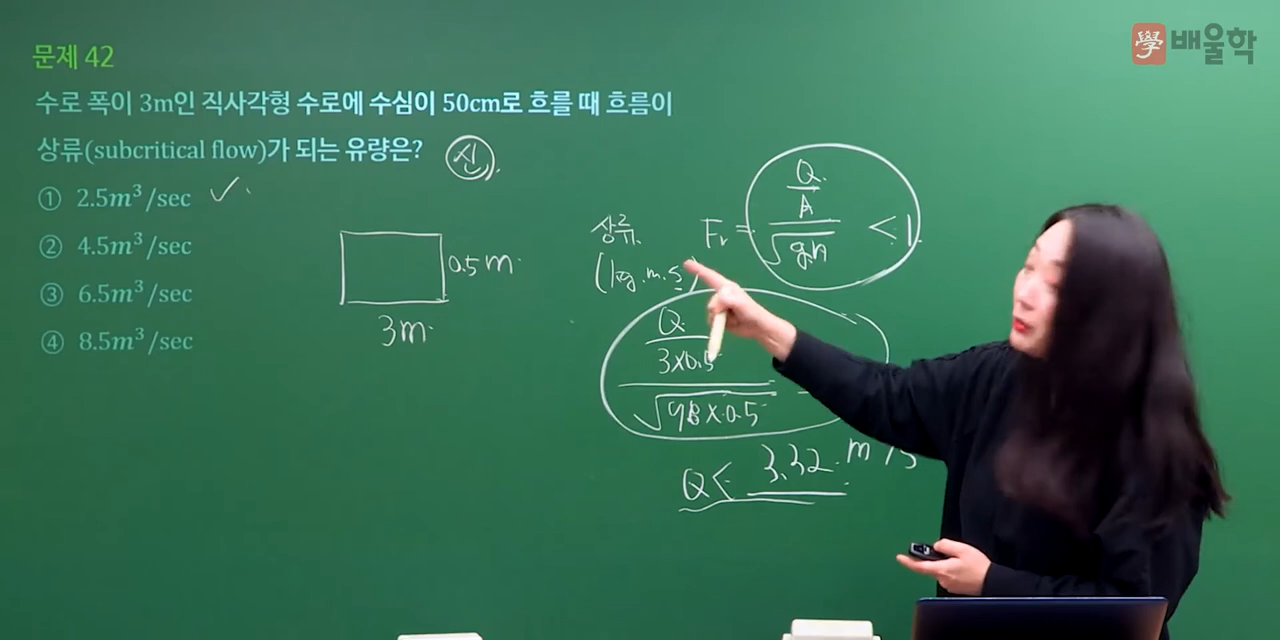 學 배울학
문제 42
수로 폭이 3m인 직사각형 수로에 수심이 50cm로 흐를 때 흐름이
상류(subcritical flow)가 되는 유량은? 신
① 2.5m³/sec ✓
② 4.5m³/sec
③ 6.5m³/sec
④ 8.5m³/sec
0.5m
3m
상류. Fr = Q/A / √gh < 1
(kg.m.s)
Q / 3×0.5
√9.8×0.5
Q < 3.32 m